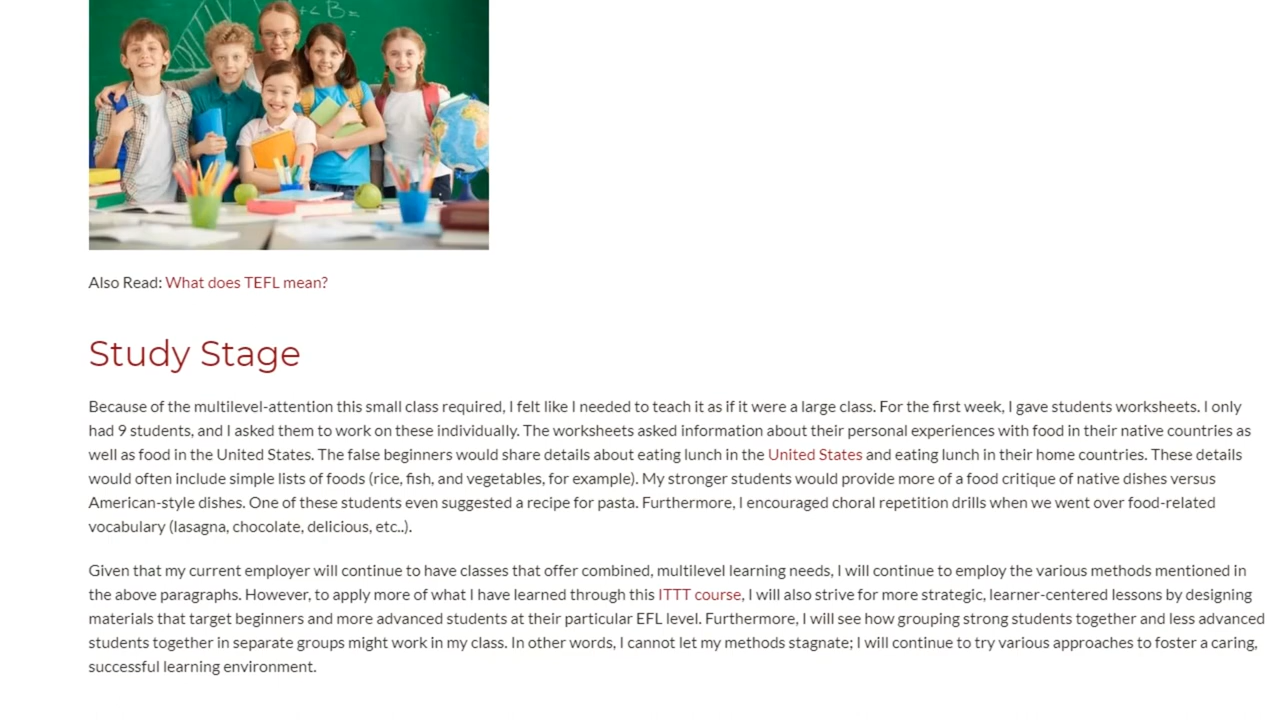 +< B=
Also Read: What does TEFL mean?
Study Stage
Because of the multilevel-attention this small class required, I felt like I needed to teach it as if it were a large class. For the first week, I gave students worksheets. I only
had 9 students, and I asked them to work on these individually. The worksheets asked information about their personal experiences with food in their native countries as
well as food in the United States. The false beginners would share details about eating lunch in the United States and eating lunch in their home countries. These details
would often include simple lists of foods (rice, fish, and vegetables, for example). My stronger students would provide more of a food critique of native dishes versus
American-style dishes. One of these students even suggested a recipe for pasta. Furthermore, I encouraged choral repetition drills when we went over food-related
vocabulary (lasagna, chocolate, delicious, etc..).
Given that my current employer will continue to have classes that offer combined, multilevel learning needs, I will continue to employ the various methods mentioned in
the above paragraphs. However, to apply more of what I have learned through this ITTT course, I will also strive for more strategic, learner-centered lessons by designing
materials that target beginners and more advanced students at their particular EFL level. Furthermore, I will see how grouping strong students together and less advanced
students together in separate groups might work in my class. In other words, I cannot let my methods stagnate; I will continue to try various approaches to foster a caring,
successful learning environment.